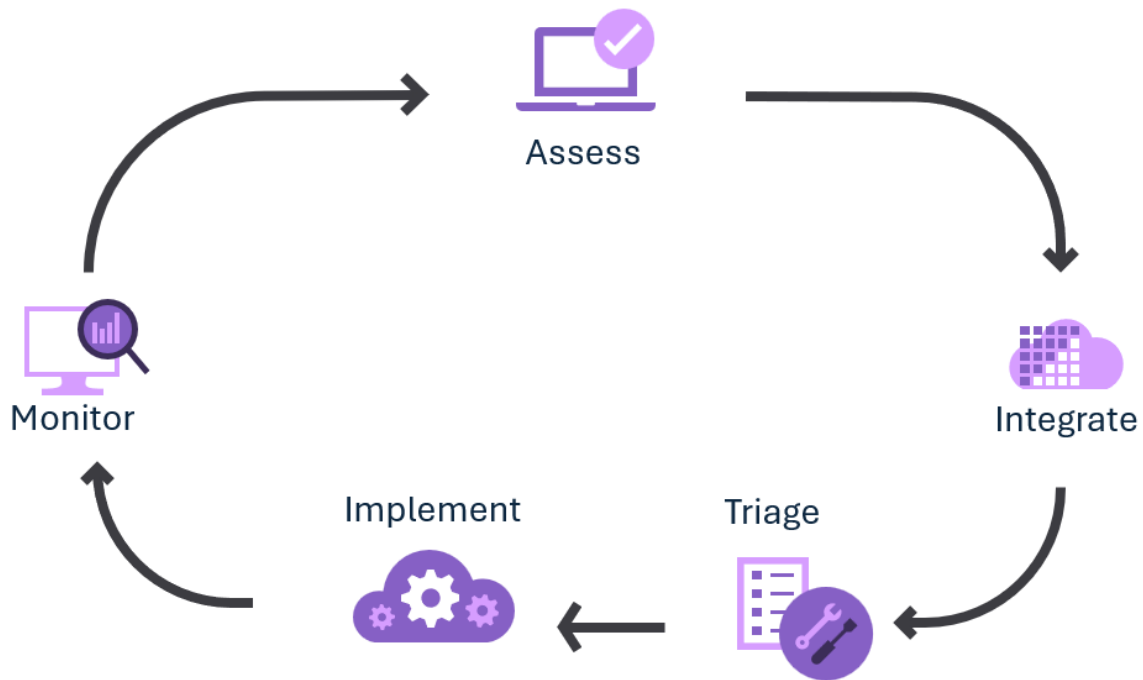 Assess
Monitor
Integrate
Implement
Triage